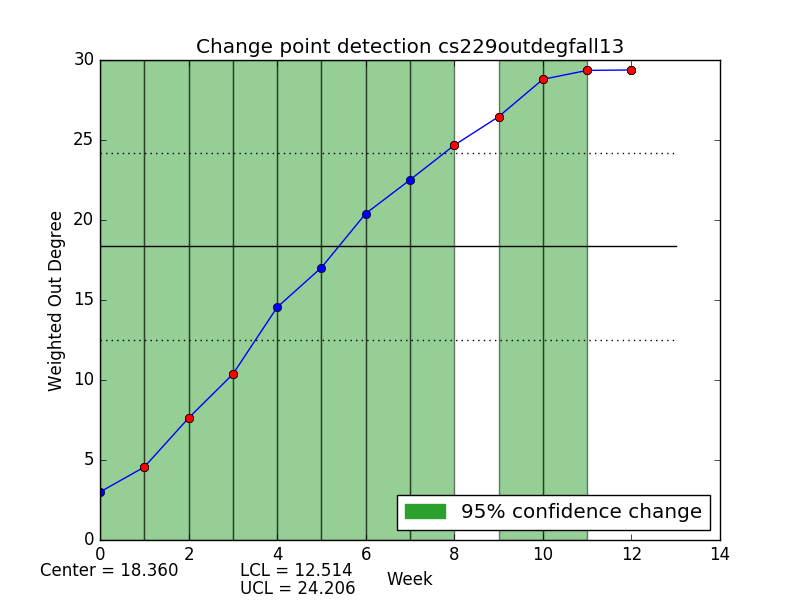 Change point detection cs229outdegfall13
30
25
20
15
10
5
0
Weighted Out Degree
95% confidence change
0 2 4 6 8 10 12 14
Center = 18.360 LCL = 12.514
Week
UCL = 24.206